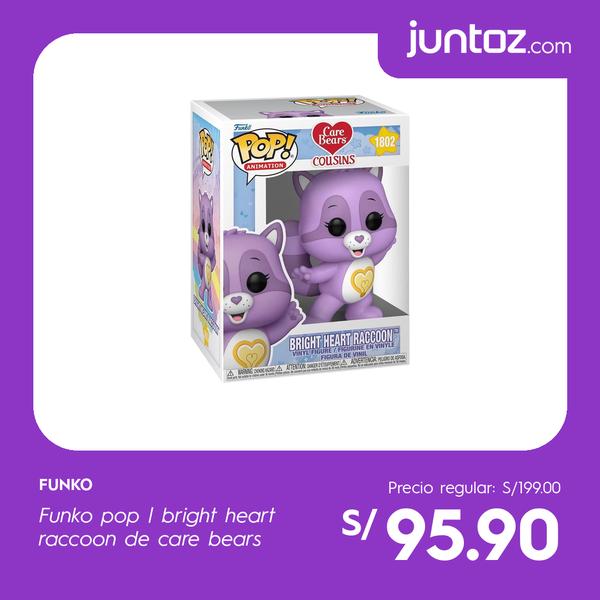 juntoz.com
Funko
POP!
ANIMATION
Care
Bears
COUSINS
1802
BRIGHT HEART RACCOON™
VINYL FIGURE / FIGURINE EN VINYLE
FIGURA DE VINIL
FUNKO
Funko pop | bright heart
raccoon de care bears
Precio regular: S/199.00
S/95.90